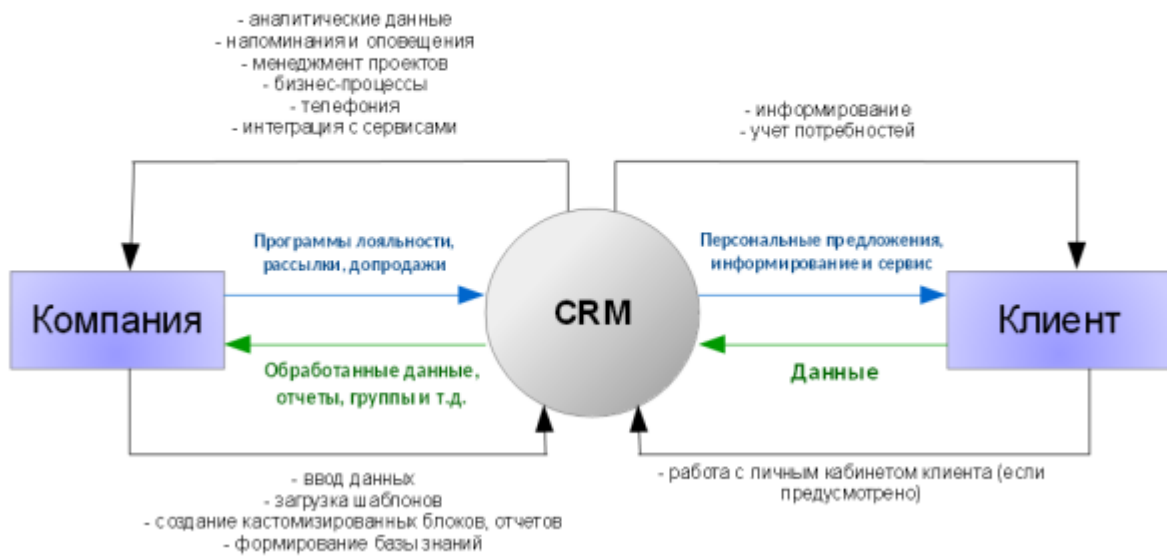 - аналитические данные
- напоминания и оповещения
- менеджмент проектов
- бизнес-процессы
- телефония
- интеграция с сервисами
- информирование
- учет потребностей
Программы лояльности,
рассылки, допродажи
Персональные предложения,
информирование и сервис
Компания
CRM
Клиент
Обработанные данные,
отчеты, группы и т.д.
Данные
- ввод данных
- загрузка шаблонов
- создание кастомизированных блоков, отчетов
- формирование базы знаний
- работа с личным кабинетом клиента (если
предусмотрено)